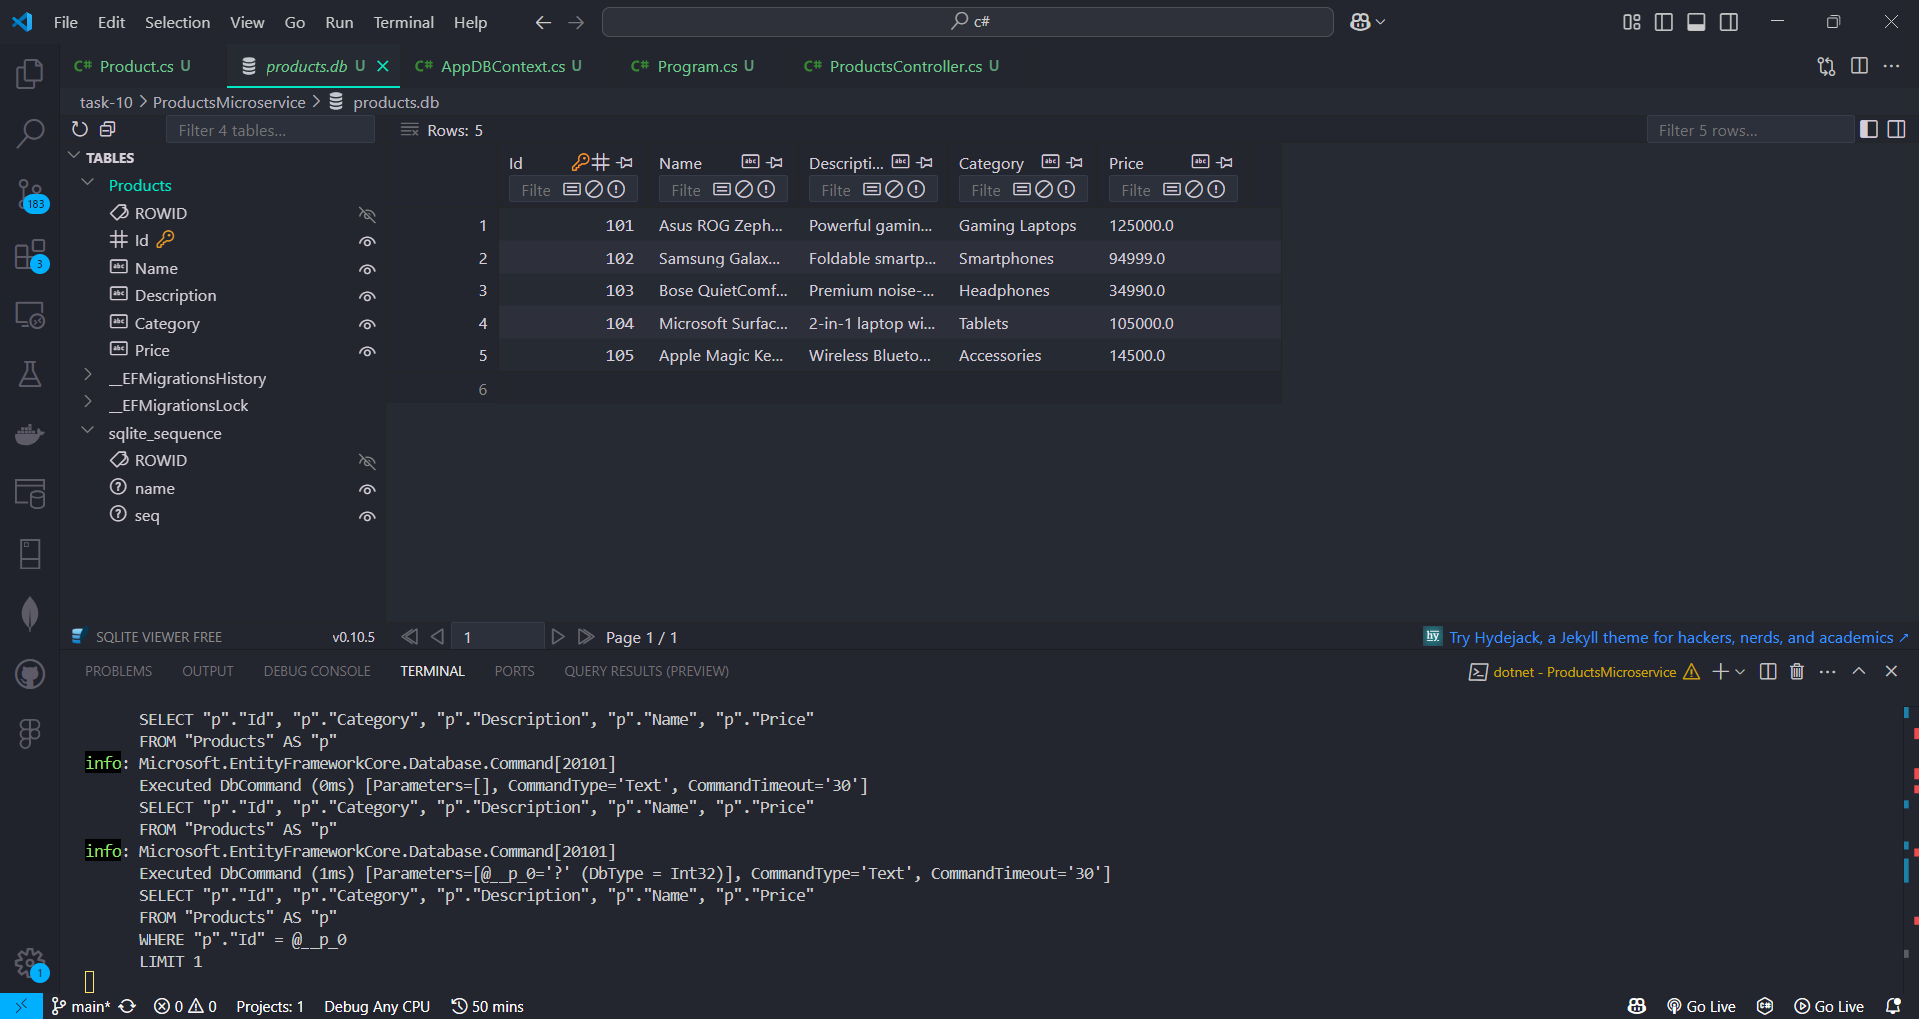 File Edit Selection View Go Run Terminal Help c#
C# Product.cs U products.db U C# AppDBContext.cs U C# Program.cs U C# ProductsController.cs U
task-10 > ProductsMicroservice > products.db
Filter 4 tables... Rows: 5 Filter 5 rows...
TABLES
Products
ROWID
Id
Name
Description
Category
Price
__EFMigrationsHistory
__EFMigrationsLock
sqlite_sequence
ROWID
name
seq
183
3
Id Name Descripti... Category Price
Filte Filte Filte Filte Filte
1 101 Asus ROG Zeph... Powerful gamin... Gaming Laptops 125000.0
2 102 Samsung Galax... Foldable smartp... Smartphones 94999.0
3 103 Bose QuietComf... Premium noise-... Headphones 34990.0
4 104 Microsoft Surfac... 2-in-1 laptop wi... Tablets 105000.0
5 105 Apple Magic Ke... Wireless Blueto... Accessories 14500.0
6
SQLITE VIEWER FREE v0.10.5 1 Page 1 / 1 hy Try Hydejack, a Jekyll theme for hackers, nerds, and academics ↗
PROBLEMS OUTPUT DEBUG CONSOLE TERMINAL PORTS QUERY RESULTS (PREVIEW) dotnet - ProductsMicroservice
SELECT "p"."Id", "p"."Category", "p"."Description", "p"."Name", "p"."Price"
FROM "Products" AS "p"
info: Microsoft.EntityFrameworkCore.Database.Command[20101]
Executed DbCommand (0ms) [Parameters=[], CommandType='Text', CommandTimeout='30']
SELECT "p"."Id", "p"."Category", "p"."Description", "p"."Name", "p"."Price"
FROM "Products" AS "p"
info: Microsoft.EntityFrameworkCore.Database.Command[20101]
Executed DbCommand (1ms) [Parameters=[@__p_0='?' (DbType = Int32)], CommandType='Text', CommandTimeout='30']
SELECT "p"."Id", "p"."Category", "p"."Description", "p"."Name", "p"."Price"
FROM "Products" AS "p"
WHERE "p"."Id" = @__p_0
LIMIT 1
1
main* 0 0 Projects: 1 Debug Any CPU 50 mins Go Live Go Live